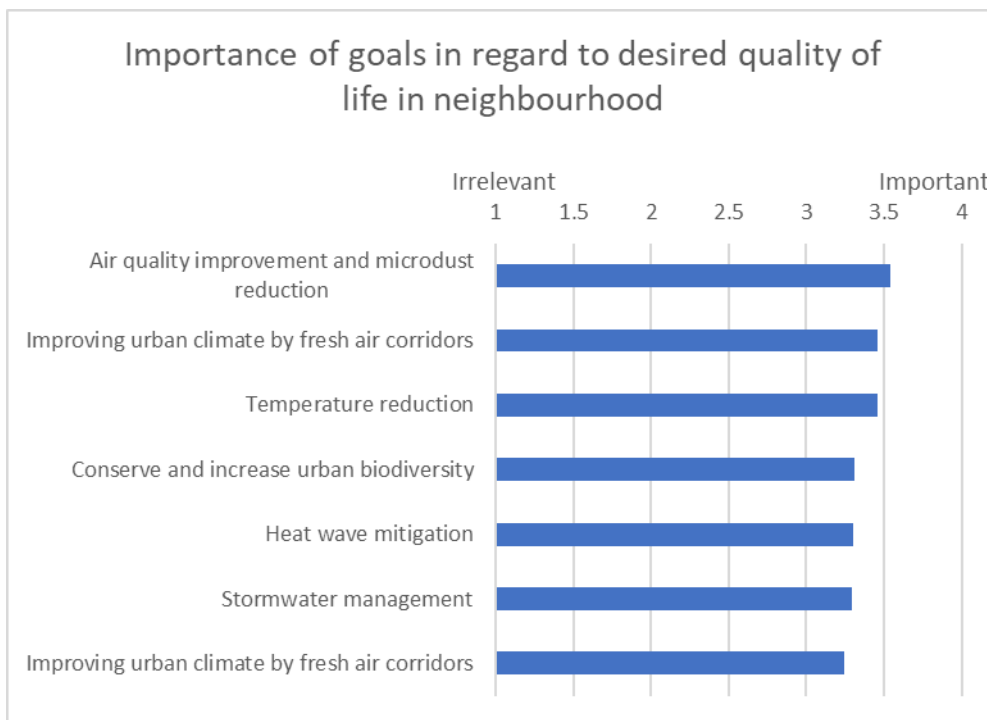 Importance of goals in regard to desired quality of
life in neighbourhood
Irrelevant Important
1 1.5 2 2.5 3 3.5 4
Air quality improvement and microdust
reduction
Improving urban climate by fresh air corridors
Temperature reduction
Conserve and increase urban biodiversity
Heat wave mitigation
Stormwater management
Improving urban climate by fresh air corridors